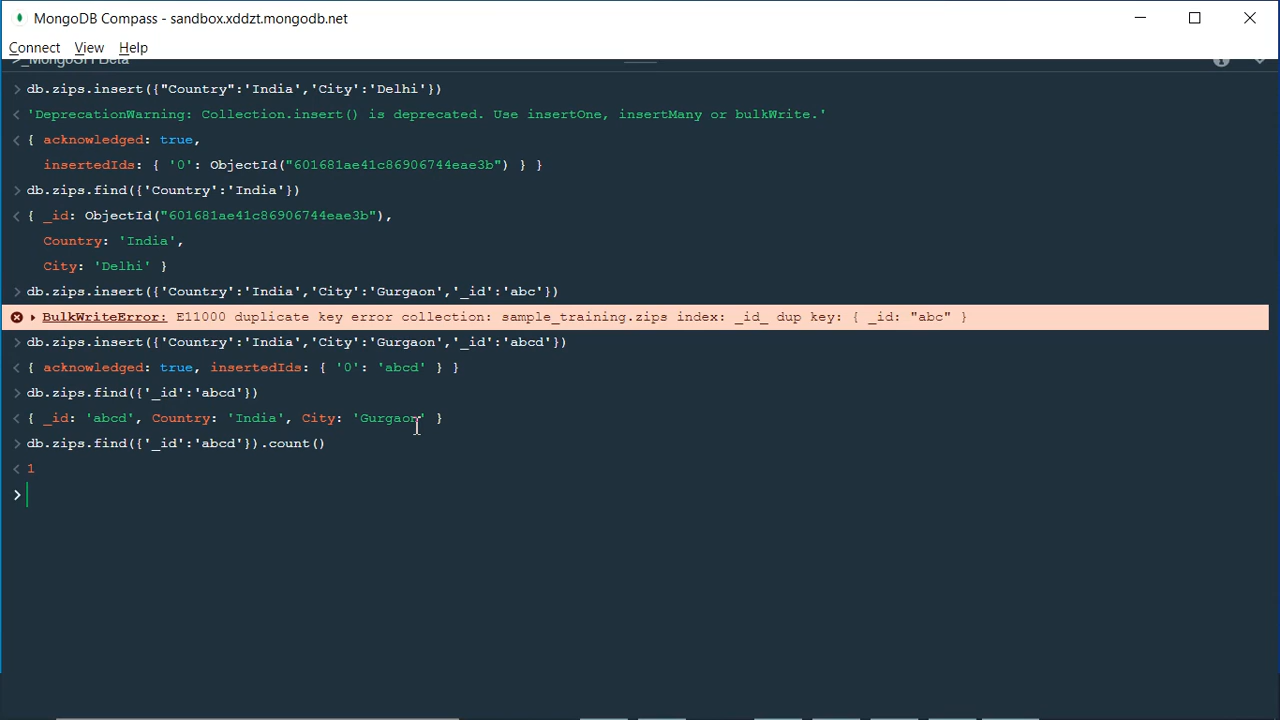 MongoDB Compass - sandbox.xddzt.mongodb.net
Connect View Help
>_MongoSH Beta
> db.zips.insert({"Country":'India','City':'Delhi'})
< 'DeprecationWarning: Collection.insert() is deprecated. Use insertOne, insertMany or bulkWrite.'
< { acknowledged: true,
insertedIds: { '0': ObjectId("601681ae41c86906744eae3b") } }
> db.zips.find({'Country':'India'})
< { _id: ObjectId("601681ae41c86906744eae3b"),
Country: 'India',
City: 'Delhi' }
> db.zips.insert({'Country':'India','City':'Gurgaon','_id':'abc'})
BulkWriteError: E11000 duplicate key error collection: sample_training.zips index: _id_ dup key: { _id: "abc" }
> db.zips.insert({'Country':'India','City':'Gurgaon','_id':'abcd'})
< { acknowledged: true, insertedIds: { '0': 'abcd' } }
> db.zips.find({'_id':'abcd'})
< { _id: 'abcd', Country: 'India', City: 'Gurgaon' }
> db.zips.find({'_id':'abcd'}).count()
< 1
>